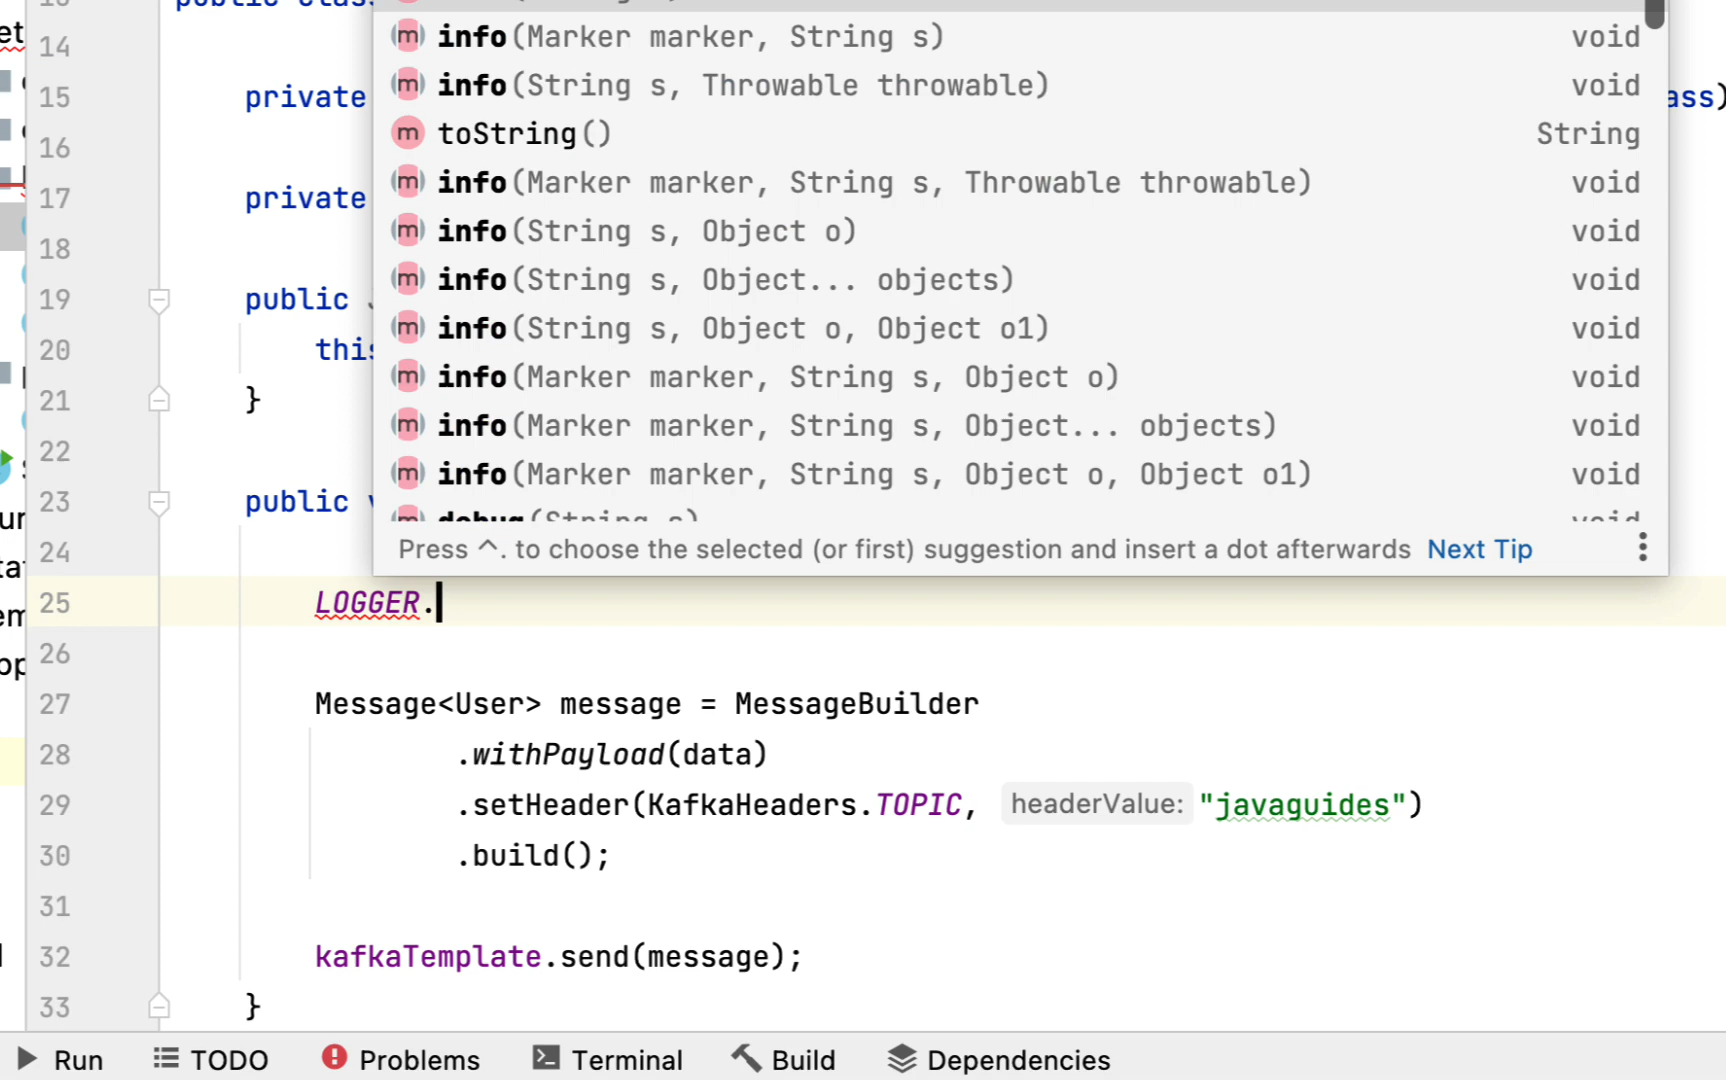 public class
14
info(Marker marker, String s) void
15 private info(String s, Throwable throwable) void ass)
16 toString() String
17 private info(Marker marker, String s, Throwable throwable) void
18 info(String s, Object o) void
info(String s, Object... objects) void
19 public
info(String s, Object o, Object o1) void
20 this
info(Marker marker, String s, Object o) void
21 }
info(Marker marker, String s, Object... objects) void
22
info(Marker marker, String s, Object o, Object o1) void
23 public v
debug(String s) void
24 Press ^. to choose the selected (or first) suggestion and insert a dot afterwards Next Tip
25 LOGGER.
26
27 Message<User> message = MessageBuilder
28 .withPayload(data)
29 .setHeader(KafkaHeaders.TOPIC, headerValue: "javaguides")
30 .build();
31
32 kafkaTemplate.send(message);
33 }
Run TODO Problems Terminal Build Dependencies